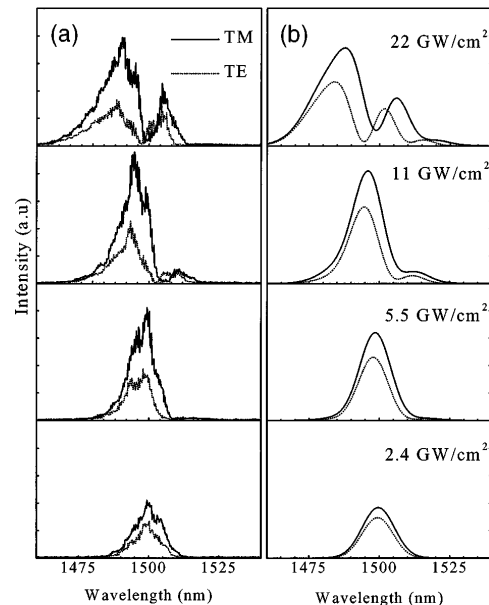 (a)
TM
TE
(b)
22 GW/cm²
11 GW/cm²
5.5 GW/cm²
2.4 GW/cm²
Intensity (a.u)
1475 1500 1525
1475 1500 1525
Wavelength (nm)
Wavelength (nm)